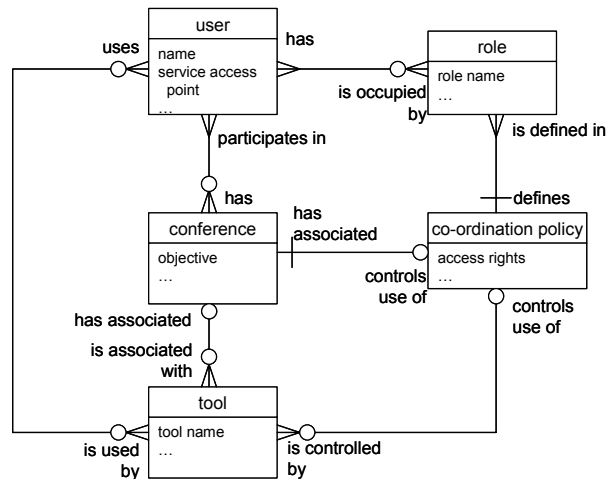 user
name
service access
point
…
uses
has
role
role name
…
is occupied
by
is defined in
participates in
has
defines
conference
objective
…
has
associated
co-ordination policy
access rights
…
controls
use of
controls
use of
has associated
is associated
with
tool
tool name
…
is used
by
is controlled
by